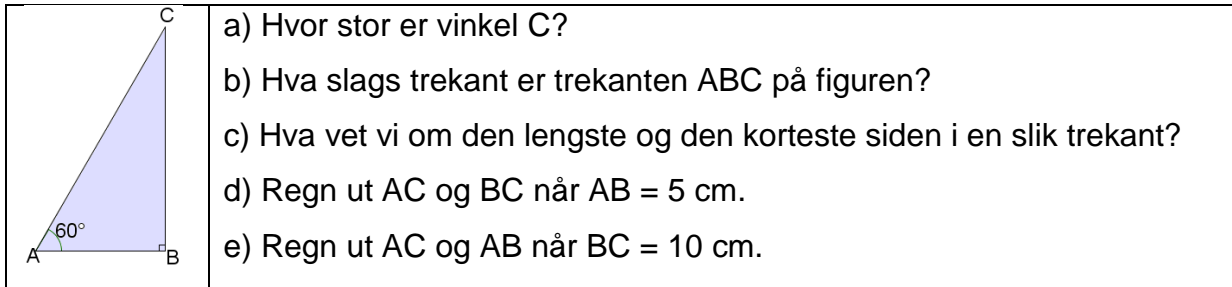 C
60°
A
B
a) Hvor stor er vinkel C?
b) Hva slags trekant er trekanten ABC på figuren?
c) Hva vet vi om den lengste og den korteste siden i en slik trekant?
d) Regn ut AC og BC når AB = 5 cm.
e) Regn ut AC og AB når BC = 10 cm.